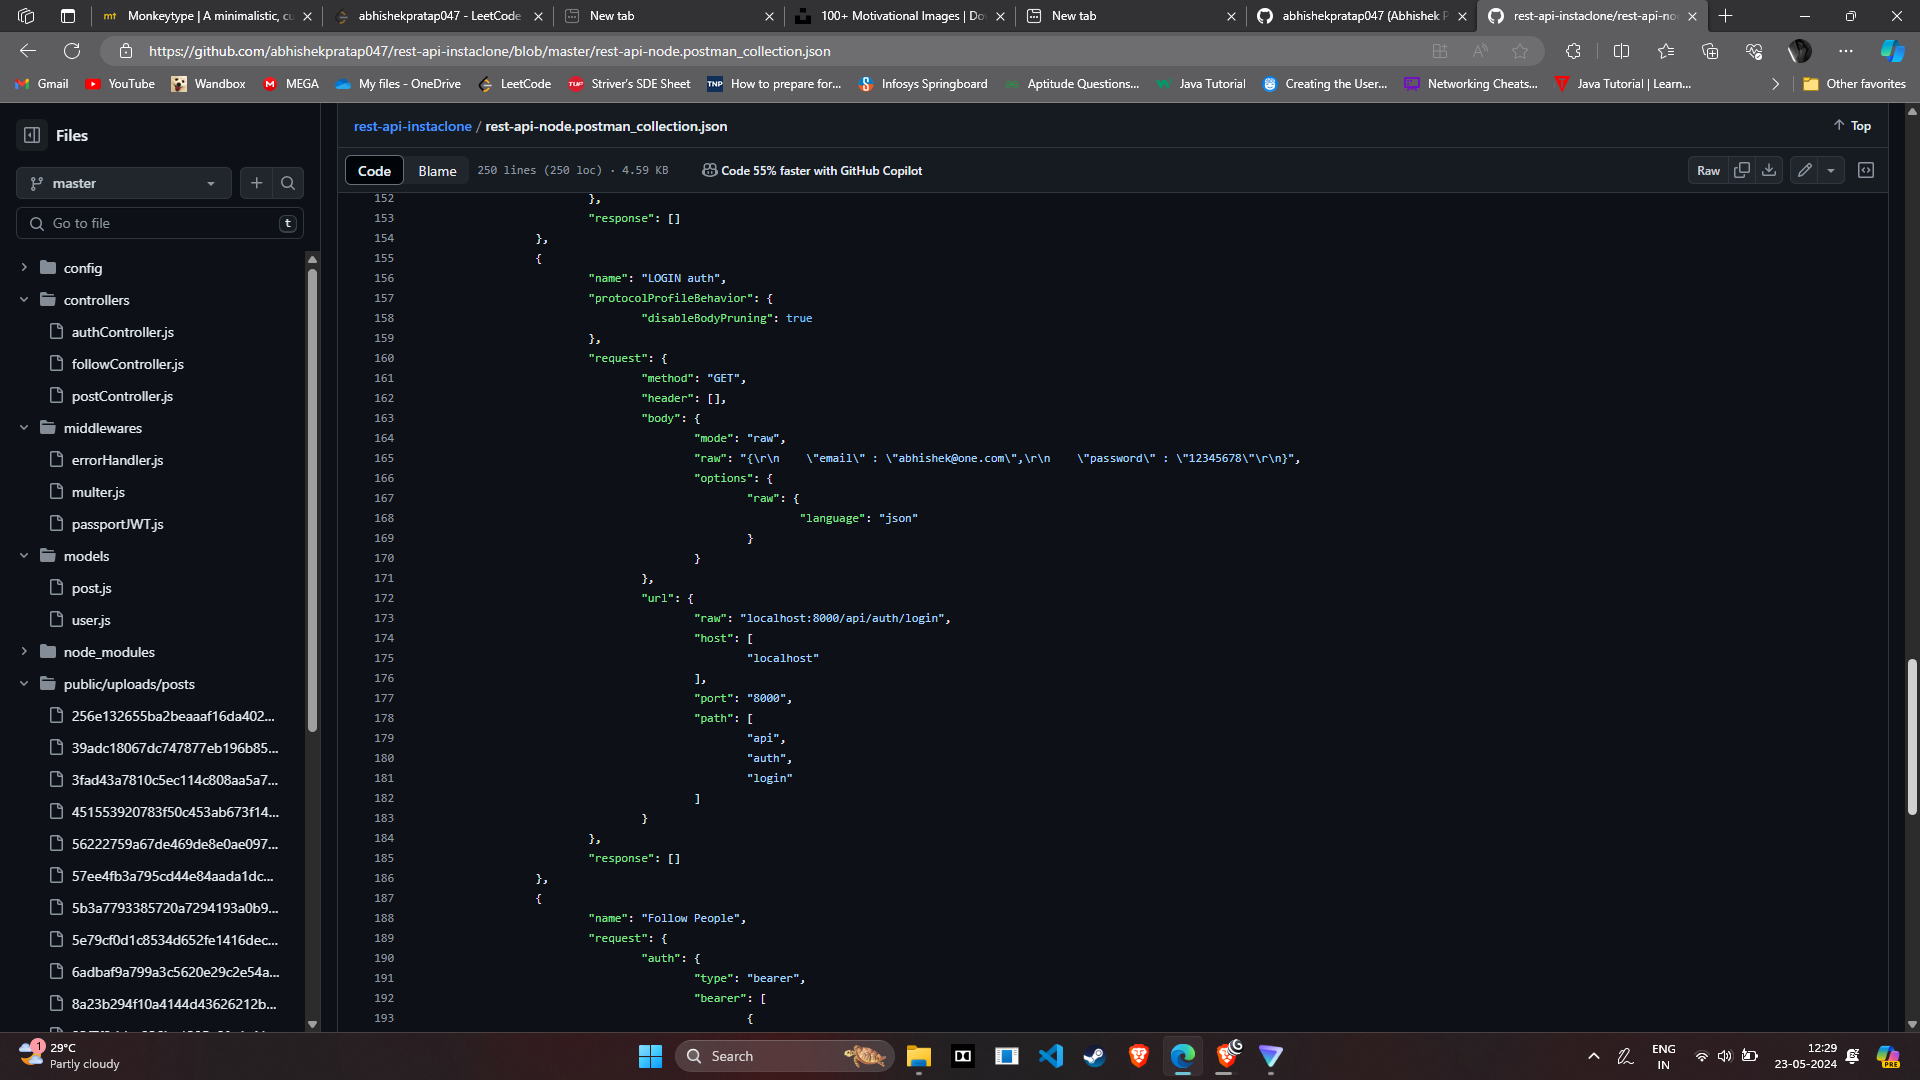 Monkeytype | A minimalistic, cu
abhishekpratap047 - LeetCode
New tab
100+ Motivational Images | Do
New tab
abhishekpratap047 (Abhishek P
rest-api-instaclone/rest-api-no
https://github.com/abhishekpratap047/rest-api-instaclone/blob/master/rest-api-node.postman_collection.json
Gmail
YouTube
Wandbox
MEGA
My files - OneDrive
LeetCode
Striver's SDE Sheet
TNP
How to prepare for...
Infosys Springboard
Aptitude Questions...
Java Tutorial
Creating the User...
Networking Cheats...
Java Tutorial | Learn...
Other favorites
Files
master
Go to file
t
config
controllers
authController.js
followController.js
postController.js
middlewares
errorHandler.js
multer.js
passportJWT.js
models
post.js
user.js
node_modules
public/uploads/posts
256e132655ba2beaaaf16da402...
39adc18067dc747877eb196b85...
3fad43a7810c5ec114c808aa5a7...
451553920783f50c453ab673f14...
56222759a67de469de8e0ae097...
57ee4fb3a795cd44e84aada1dc...
5b3a7793385720a7294193a0b9...
5e79cf0d1c8534d652fe1416dec...
6adbaf9a799a3c5620e29c2e54a...
8a23b294f10a4144d43626212b...
rest-api-instaclone / rest-api-node.postman_collection.json
Top
Code
Blame
250 lines (250 loc) · 4.59 KB
Code 55% faster with GitHub Copilot
Raw
152 },
153 "response": []
154 },
155 {
156 "name": "LOGIN auth",
157 "protocolProfileBehavior": {
158 "disableBodyPruning": true
159 },
160 "request": {
161 "method": "GET",
162 "header": [],
163 "body": {
164 "mode": "raw",
165 "raw": "{\r\n    \"email\" : \"abhishek@one.com\",\r\n    \"password\" : \"12345678\"\r\n}",
166 "options": {
167 "raw": {
168 "language": "json"
169 }
170 }
171 },
172 "url": {
173 "raw": "localhost:8000/api/auth/login",
174 "host": [
175 "localhost"
176 ],
177 "port": "8000",
178 "path": [
179 "api",
180 "auth",
181 "login"
182 ]
183 }
184 },
185 "response": []
186 },
187 {
188 "name": "Follow People",
189 "request": {
190 "auth": {
191 "type": "bearer",
192 "bearer": [
193 {
1
29°C
Partly cloudy
Search
ENG
IN
12:29
23-05-2024
PRE